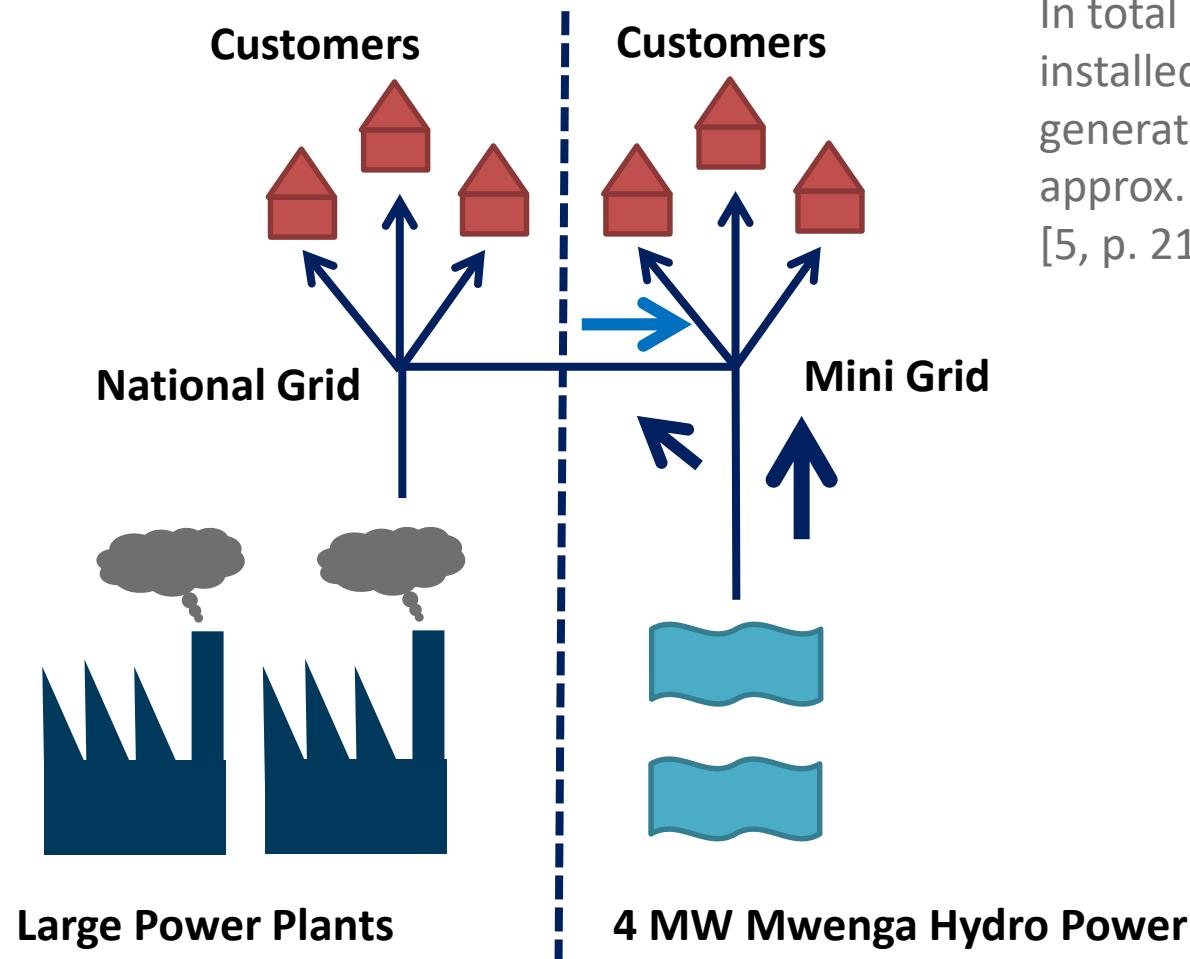 Customers
Customers
In total
installed
generat
approx.
[5, p. 21
National Grid
Mini Grid
Large Power Plants
4 MW Mwenga Hydro Power